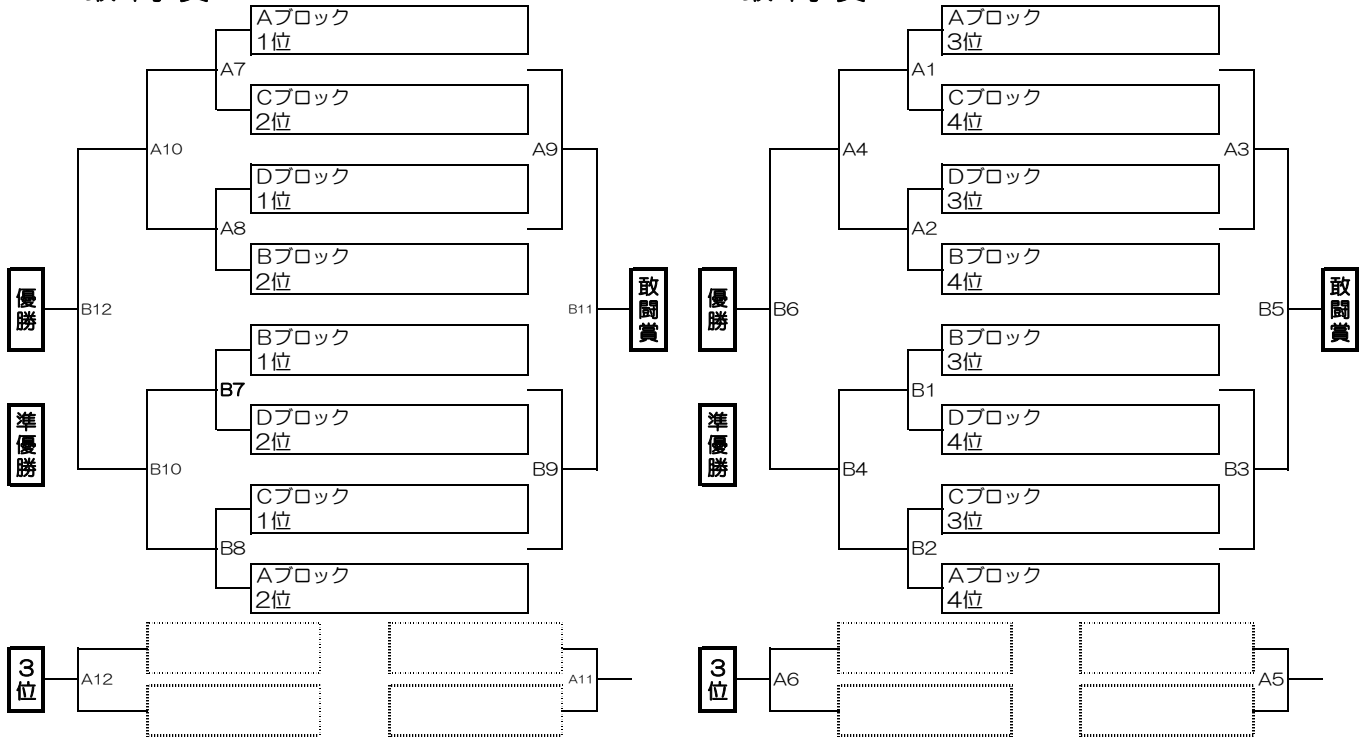 Aブロック
1位
A7
Cブロック
2位
A10
A9
Dブロック
1位
A8
Bブロック
2位
優勝
B12
B11
敢闘賞
Bブロック
1位
B7
Dブロック
2位
準優勝
B10
B9
Cブロック
1位
B8
Aブロック
2位
3位
A12
A11
Aブロック
3位
A1
Cブロック
4位
A4
A3
Dブロック
3位
A2
Bブロック
4位
優勝
B6
B5
敢闘賞
Bブロック
3位
B1
Dブロック
4位
準優勝
B4
B3
Cブロック
3位
B2
Aブロック
4位
3位
A6
A5